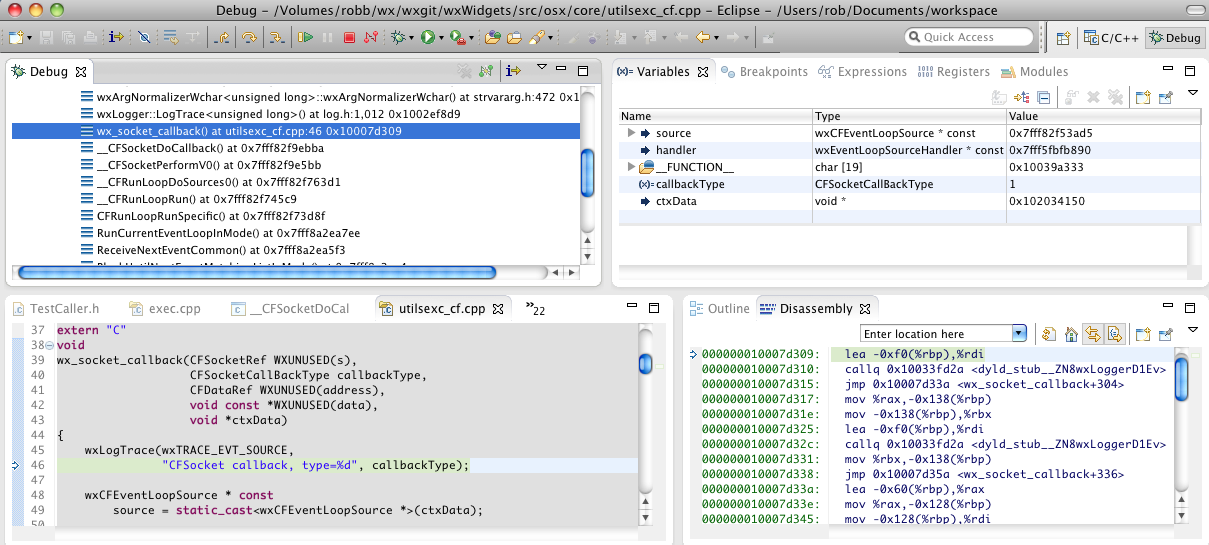 Debug - /Volumes/robb/wx/wxgit/wxWidgets/src/osx/core/utilsexc_cf.cpp - Eclipse - /Users/rob/Documents/workspace
Quick Access
C/C++
Debug
Debug
wxArgNormalizerWchar<unsigned long>::wxArgNormalizerWchar() at strvararg.h:472 0x1
wxLogger::LogTrace<unsigned long>() at log.h:1,012 0x1002ef8d9
wx_socket_callback() at utilsexc_cf.cpp:46 0x10007d309
__CFSocketDoCallback() at 0x7fff82f9ebba
__CFSocketPerformV0() at 0x7fff82f9e5bb
__CFRunLoopDoSources0() at 0x7fff82f763d1
__CFRunLoopRun() at 0x7fff82f745c9
CFRunLoopRunSpecific() at 0x7fff82f73d8f
RunCurrentEventLoopInMode() at 0x7fff8a2ea7ee
ReceiveNextEventCommon() at 0x7fff8a2ea5f3
(x)= Variables
Breakpoints
Expressions
Registers
Modules
Name Type Value
source wxCFEventLoopSource * const 0x7fff82f53ad5
handler wxEventLoopSourceHandler * const 0x7fff5fbfb890
__FUNCTION__ char [19] 0x10039a333
(x)= callbackType CFSocketCallBackType 1
ctxData void * 0x102034150
TestCaller.h
exec.cpp
__CFSocketDoCal
utilsexc_cf.cpp
»22
37 extern "C"
38 void
39 wx_socket_callback(CFSocketRef WXUNUSED(s),
40 CFSocketCallBackType callbackType,
41 CFDataRef WXUNUSED(address),
42 void const *WXUNUSED(data),
43 void *ctxData)
44 {
45 wxLogTrace(wxTRACE_EVT_SOURCE,
46 "CFSocket callback, type=%d", callbackType);
47
48 wxCFEventLoopSource * const
49 source = static_cast<wxCFEventLoopSource *>(ctxData);
50
Outline
Disassembly
Enter location here
000000010007d309: lea -0xf0(%rbp),%rdi
000000010007d310: callq 0x10033fd2a <dyld_stub__ZN8wxLoggerD1Ev>
000000010007d315: jmp 0x10007d33a <wx_socket_callback+304>
000000010007d317: mov %rax,-0x138(%rbp)
000000010007d31e: mov -0x138(%rbp),%rbx
000000010007d325: lea -0xf0(%rbp),%rdi
000000010007d32c: callq 0x10033fd2a <dyld_stub__ZN8wxLoggerD1Ev>
000000010007d331: mov %rbx,-0x138(%rbp)
000000010007d338: jmp 0x10007d35a <wx_socket_callback+336>
000000010007d33a: lea -0x60(%rbp),%rax
000000010007d33e: mov %rax,-0x128(%rbp)
000000010007d345: mov -0x128(%rbp),%rdi